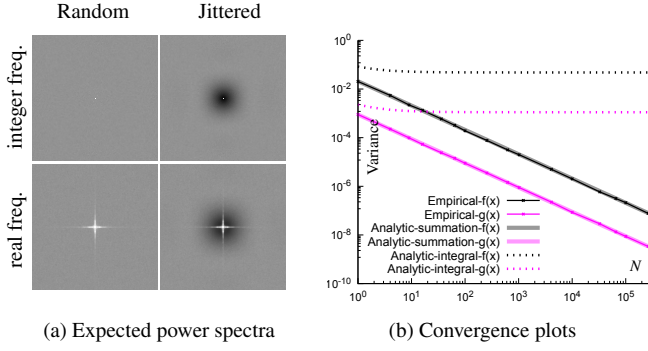 Random Jittered
integer freq.
real freq.
(a) Expected power spectra
10^0
10^-2
10^-4
10^-6
10^-8
10^-10
Variance
Empirical-f(x)
Empirical-g(x)
Analytic-summation-f(x)
Analytic-summation-g(x)
Analytic-integral-f(x)
Analytic-integral-g(x)
N
10^0 10^1 10^2 10^3 10^4 10^5
(b) Convergence plots